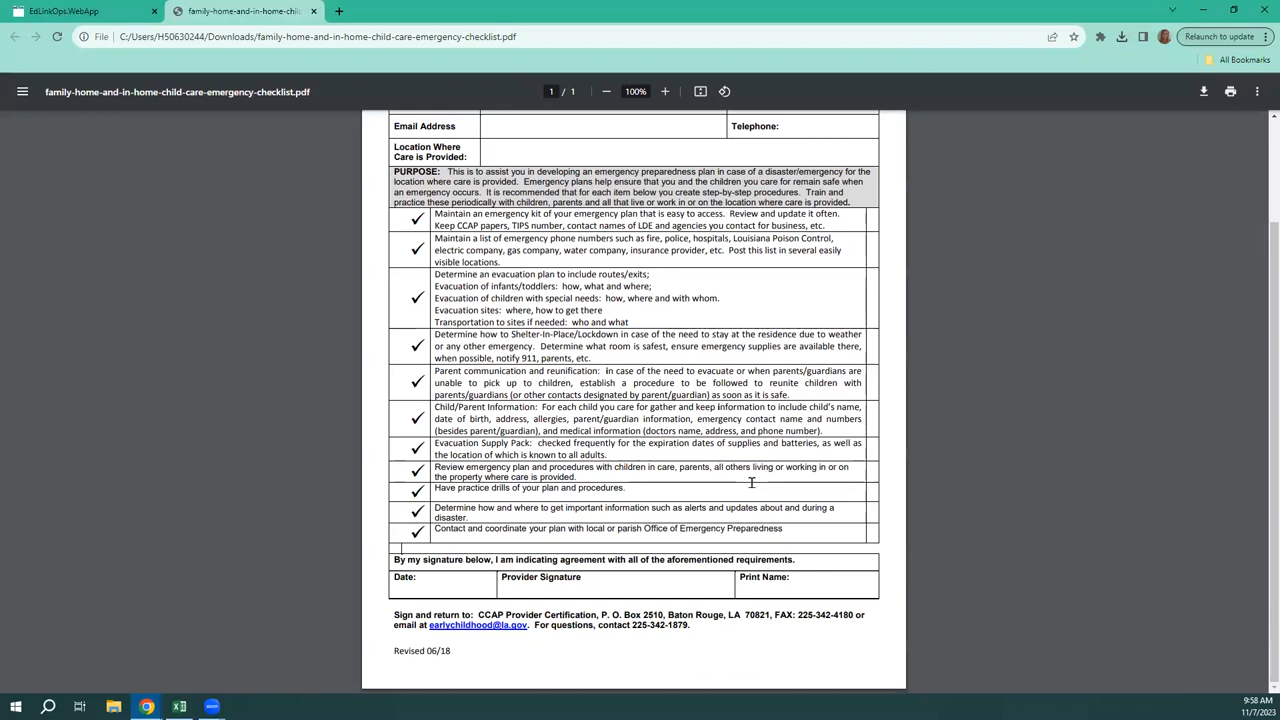 EdLinkOps.WebApp
family-home-and-in-home-chil
File
C:/Users/H50630244/Downloads/family-home-and-in-home-child-care-emergency-checklist.pdf
Relaunch to update
All Bookmarks
family-home-and-in-home-child-care-emergency-checklist.pdf
1 / 1
100%
Email Address
Telephone:
Location Where
Care is Provided:
PURPOSE: This is to assist you in developing an emergency preparedness plan in case of a disaster/emergency for the
location where care is provided. Emergency plans help ensure that you and the children you care for remain safe when
an emergency occurs. It is recommended that for each item below you create step-by-step procedures. Train and
practice these periodically with children, parents and all that live or work in or on the location where care is provided.
Maintain an emergency kit of your emergency plan that is easy to access. Review and update it often.
Keep CCAP papers, TIPS number, contact names of LDE and agencies you contact for business, etc.
Maintain a list of emergency phone numbers such as fire, police, hospitals, Louisiana Poison Control,
electric company, gas company, water company, insurance provider, etc. Post this list in several easily
visible locations.
Determine an evacuation plan to include routes/exits;
Evacuation of infants/toddlers: how, what and where;
Evacuation of children with special needs: how, where and with whom.
Evacuation sites: where, how to get there
Transportation to sites if needed: who and what
Determine how to Shelter-In-Place/Lockdown in case of the need to stay at the residence due to weather
or any other emergency. Determine what room is safest, ensure emergency supplies are available there,
when possible, notify 911, parents, etc.
Parent communication and reunification: In case of the need to evacuate or when parents/guardians are
unable to pick up to children, establish a procedure to be followed to reunite children with
parents/guardians (or other contacts designated by parent/guardian) as soon as it is safe.
Child/Parent Information: For each child you care for gather and keep information to include child's name,
date of birth, address, allergies, parent/guardian information, emergency contact name and numbers
(besides parent/guardian), and medical information (doctors name, address, and phone number).
Evacuation Supply Pack: checked frequently for the expiration dates of supplies and batteries, as well as
the location of which is known to all adults.
Review emergency plan and procedures with children in care, parents, all others living or working in or on
the property where care is provided.
Have practice drills of your plan and procedures.
Determine how and where to get important information such as alerts and updates about and during a
disaster.
Contact and coordinate your plan with local or parish Office of Emergency Preparedness
By my signature below, I am indicating agreement with all of the aforementioned requirements.
Date:
Provider Signature
Print Name:
Sign and return to: CCAP Provider Certification, P. O. Box 2510, Baton Rouge, LA 70821, FAX: 225-342-4180 or
email at earlychildhood@la.gov. For questions, contact 225-342-1879.
Revised 06/18
zoom
9:58 AM
11/7/2023